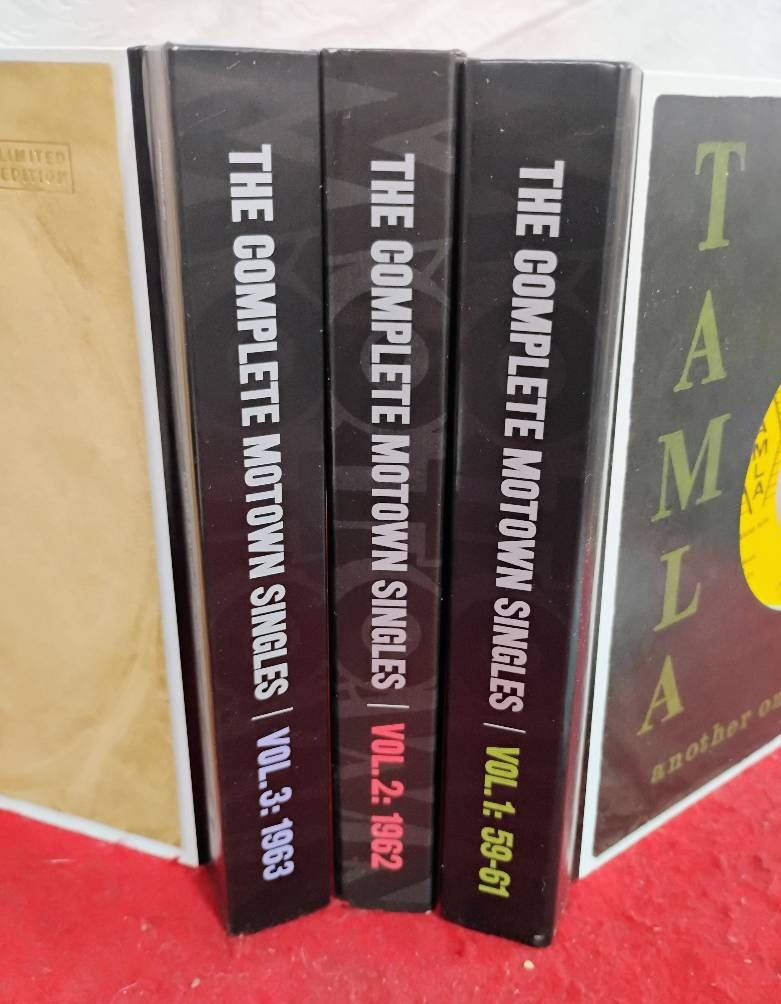 LIMITED
EDITION
THE COMPLETE MOTOWN SINGLES | VOL. 3: 1963
THE COMPLETE MOTOWN SINGLES | VOL. 2: 1962
THE COMPLETE MOTOWN SINGLES | VOL. 1: 59-61
TAMLA
another